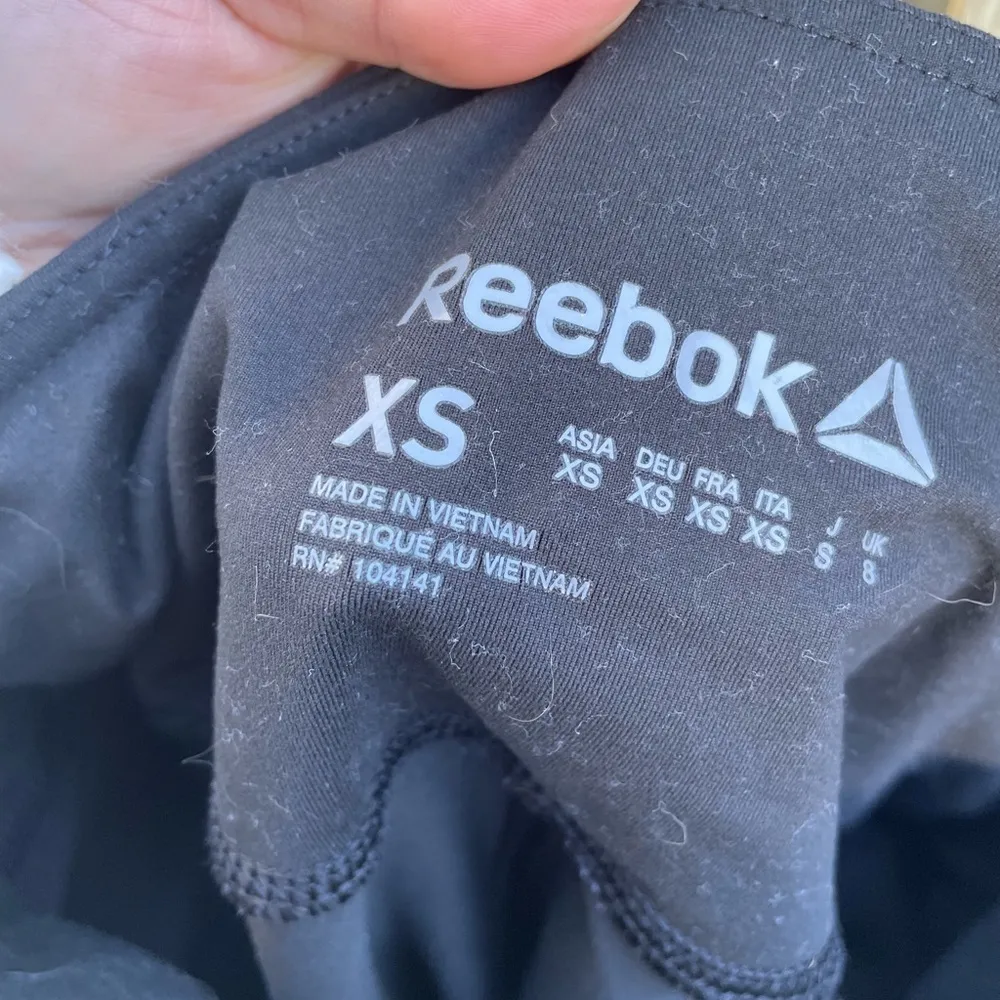 Reebok
XS
ASIA DEU FRA ITA J UK
XS XS XS XS S 8
MADE IN VIETNAM
FABRIQUÉ AU VIETNAM
RN# 104141